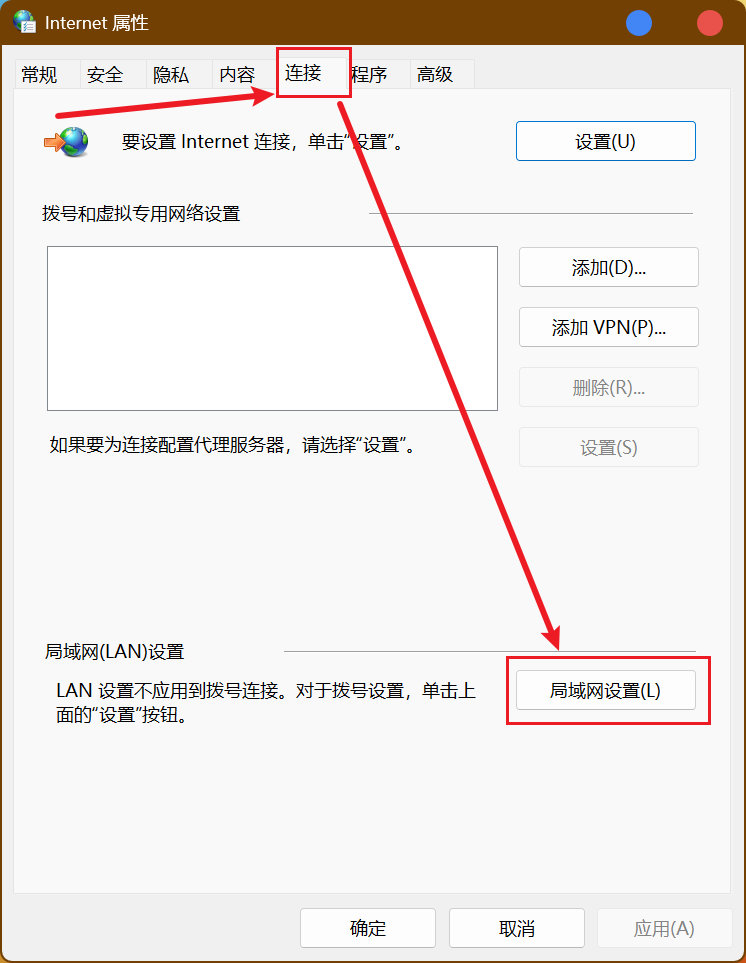 Internet 属性
常规 安全 隐私 内容 连接 程序 高级
要设置 Internet 连接，单击“设置”。
设置(U)
拨号和虚拟专用网络设置
添加(D)...
添加 VPN(P)...
删除(R)...
如果要为连接配置代理服务器，请选择“设置”。
设置(S)
局域网(LAN)设置
LAN 设置不应用到拨号连接。对于拨号设置，单击上
面的“设置”按钮。
局域网设置(L)
确定 取消 应用(A)